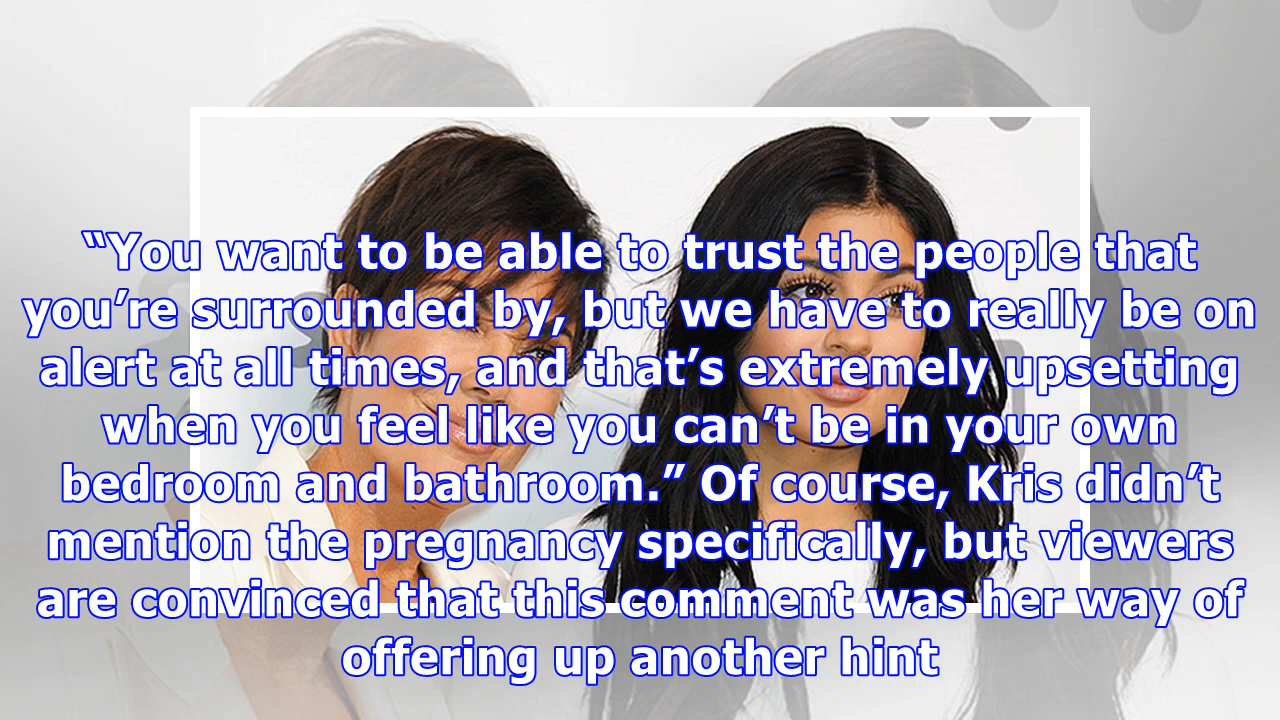 “You want to be able to trust the people that
you’re surrounded by, but we have to really be on
alert at all times, and that’s extremely upsetting
when you feel like you can’t be in your own
bedroom and bathroom.” Of course, Kris didn’t
mention the pregnancy specifically, but viewers
are convinced that this comment was her way of
offering up another hint